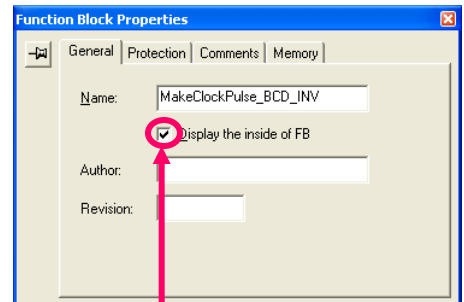 Function Block Properties
General Protection Comments Memory
Name: MakeClockPulse_BCD_INV
Display the inside of FB
Author:
Revision: